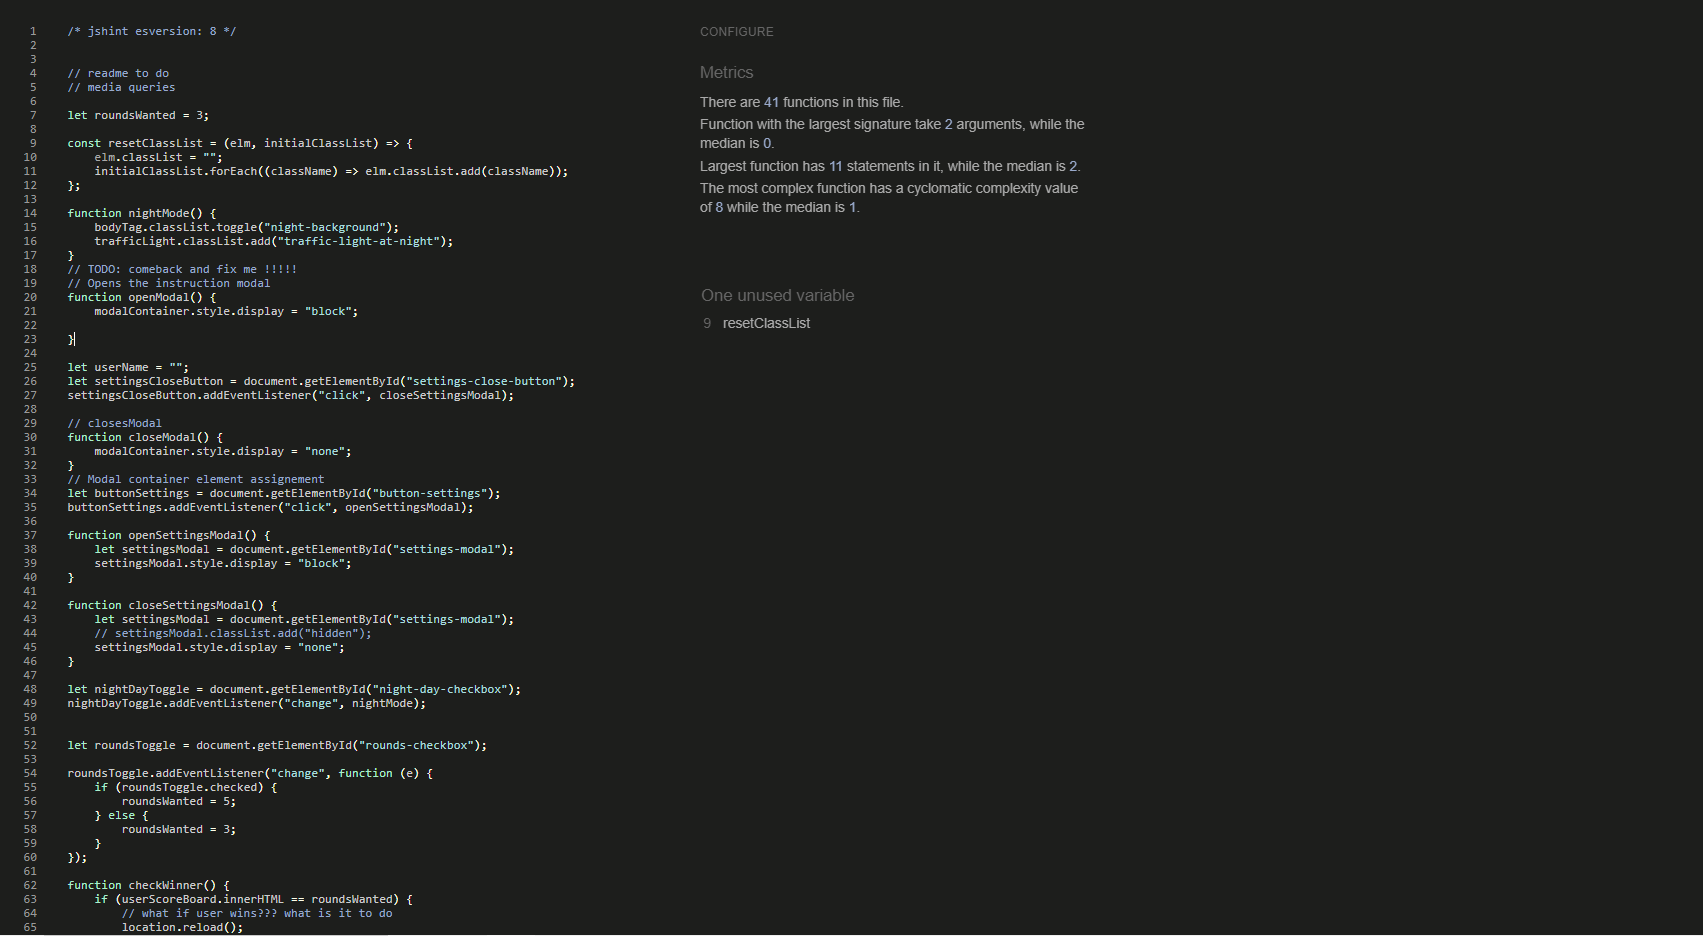 1 /* jshint esversion: 8 */
2
3
4 // readme to do
5 // media queries
6
7 let roundsWanted = 3;
8
9 const resetClassList = (elm, initialClassList) => {
10     elm.classList = "";
11     initialClassList.forEach((className) => elm.classList.add(className));
12 };
13
14 function nightMode() {
15     bodyTag.classList.toggle("night-background");
16     trafficLight.classList.add("traffic-light-at-night");
17 }
18 // TODO: comeback and fix me !!!!!
19 // Opens the instruction modal
20 function openModal() {
21     modalContainer.style.display = "block";
22
23 }
24
25 let userName = "";
26 let settingsCloseButton = document.getElementById("settings-close-button");
27 settingsCloseButton.addEventListener("click", closeSettingsModal);
28
29 // closesModal
30 function closeModal() {
31     modalContainer.style.display = "none";
32 }
33 // Modal container element assignement
34 let buttonSettings = document.getElementById("button-settings");
35 buttonSettings.addEventListener("click", openSettingsModal);
36
37 function openSettingsModal() {
38     let settingsModal = document.getElementById("settings-modal");
39     settingsModal.style.display = "block";
40 }
41
42 function closeSettingsModal() {
43     let settingsModal = document.getElementById("settings-modal");
44     // settingsModal.classList.add("hidden");
45     settingsModal.style.display = "none";
46 }
47
48 let nightDayToggle = document.getElementById("night-day-checkbox");
49 nightDayToggle.addEventListener("change", nightMode);
50
51
52 let roundsToggle = document.getElementById("rounds-checkbox");
53
54 roundsToggle.addEventListener("change", function (e) {
55     if (roundsToggle.checked) {
56         roundsWanted = 5;
57     } else {
58         roundsWanted = 3;
59     }
60 });
61
62 function checkWinner() {
63     if (userScoreBoard.innerHTML == roundsWanted) {
64         // what if user wins??? what is it to do
65         location.reload();
CONFIGURE
Metrics
There are 41 functions in this file.
Function with the largest signature take 2 arguments, while the
median is 0.
Largest function has 11 statements in it, while the median is 2.
The most complex function has a cyclomatic complexity value
of 8 while the median is 1.
One unused variable
9 resetClassList